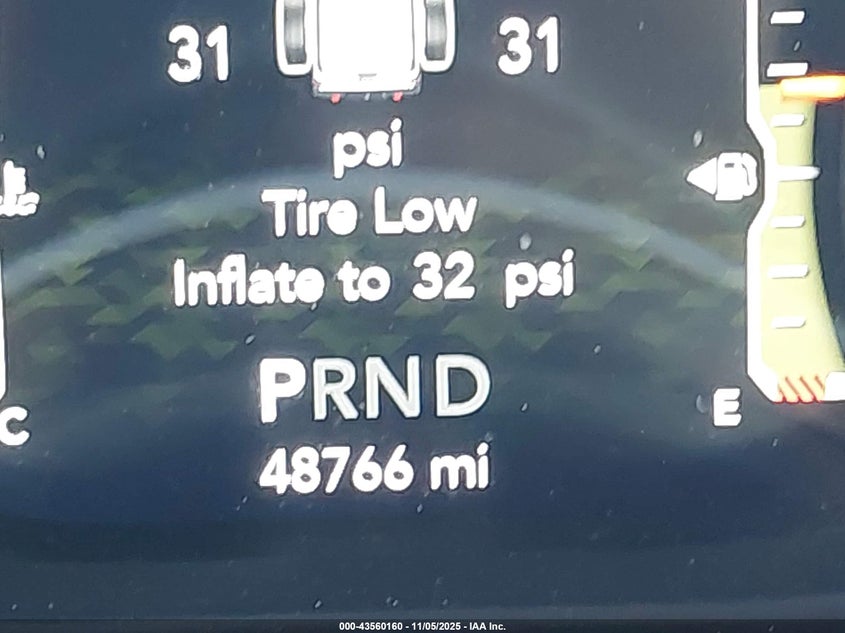 31 31
psi
Tire Low
Inflate to 32 psi
PRND
E
C
48766 mi
000-43560160 - 11/05/2025 - IAA Inc.